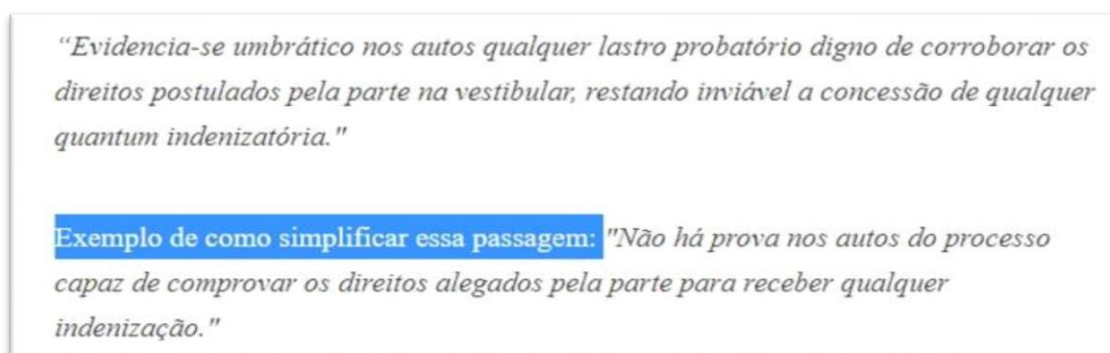 “Evidencia-se umbrático nos autos qualquer lastro probatório digno de corroborar os
direitos postulados pela parte na vestibular, restando inviável a concessão de qualquer
quantum indenizatória."
Exemplo de como simplificar essa passagem: "Não há prova nos autos do processo
capaz de comprovar os direitos alegados pela parte para receber qualquer
indenização."